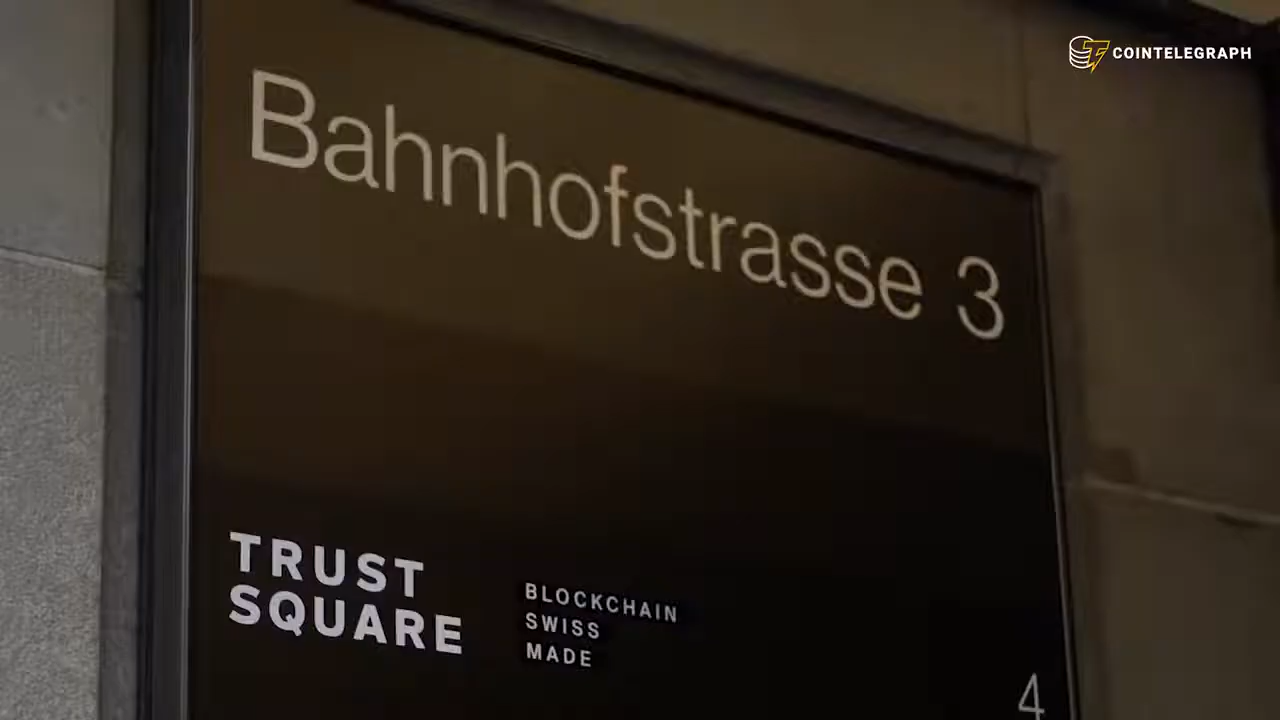 COINTELEGRAPH
Bahnhofstrasse 3
TRUST
SQUARE
BLOCKCHAIN
SWISS
MADE
4